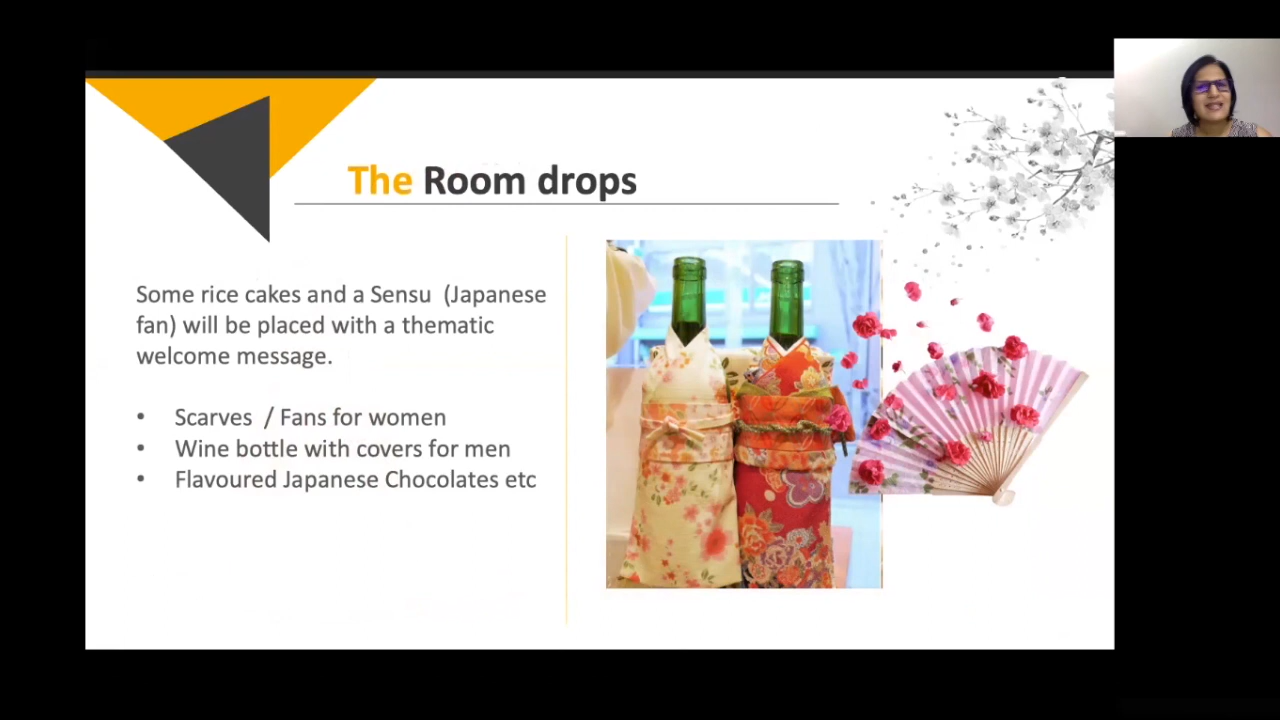 The Room drops
Some rice cakes and a Sensu  (Japanese
fan) will be placed with a thematic
welcome message.
• Scarves  / Fans for women
• Wine bottle with covers for men
• Flavoured Japanese Chocolates etc